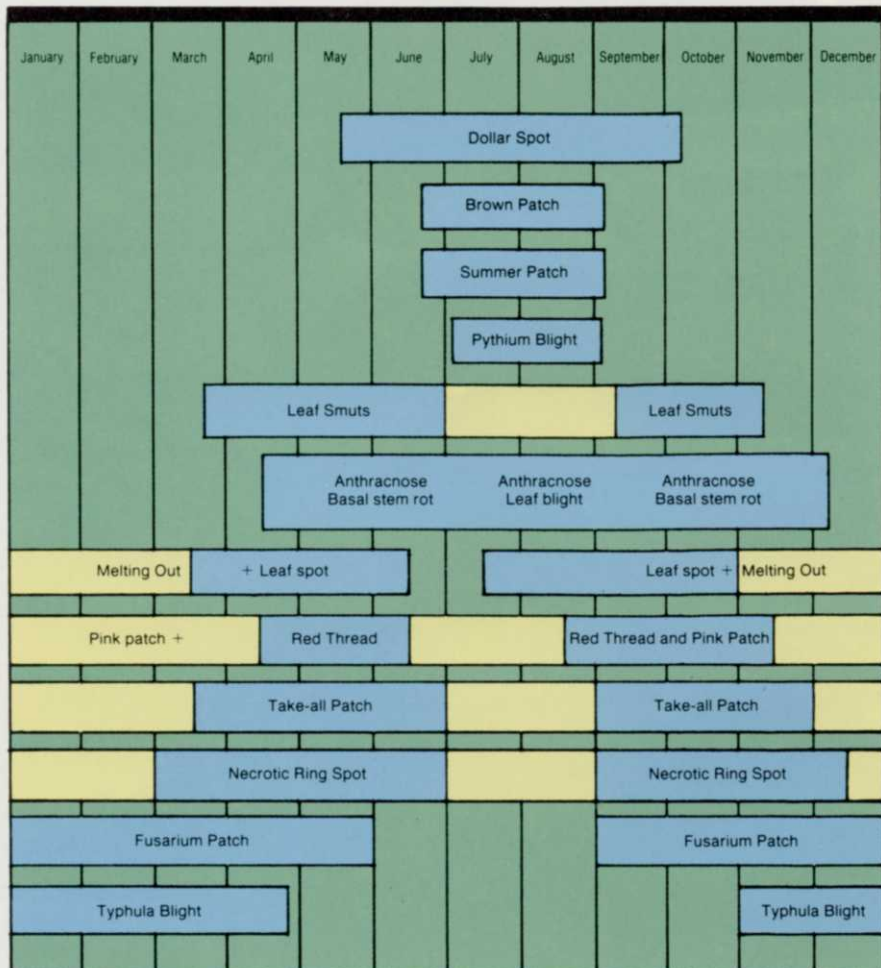 January February March April May June July August September October November December
Dollar Spot
Brown Patch
Summer Patch
Pythium Blight
Leaf Smuts Leaf Smuts
Anthracnose Anthracnose Anthracnose
Basal stem rot Leaf blight Basal stem rot
Melting Out + Leaf spot Leaf spot + Melting Out
Pink patch + Red Thread Red Thread and Pink Patch
Take-all Patch Take-all Patch
Necrotic Ring Spot Necrotic Ring Spot
Fusarium Patch Fusarium Patch
Typhula Blight Typhula Blight